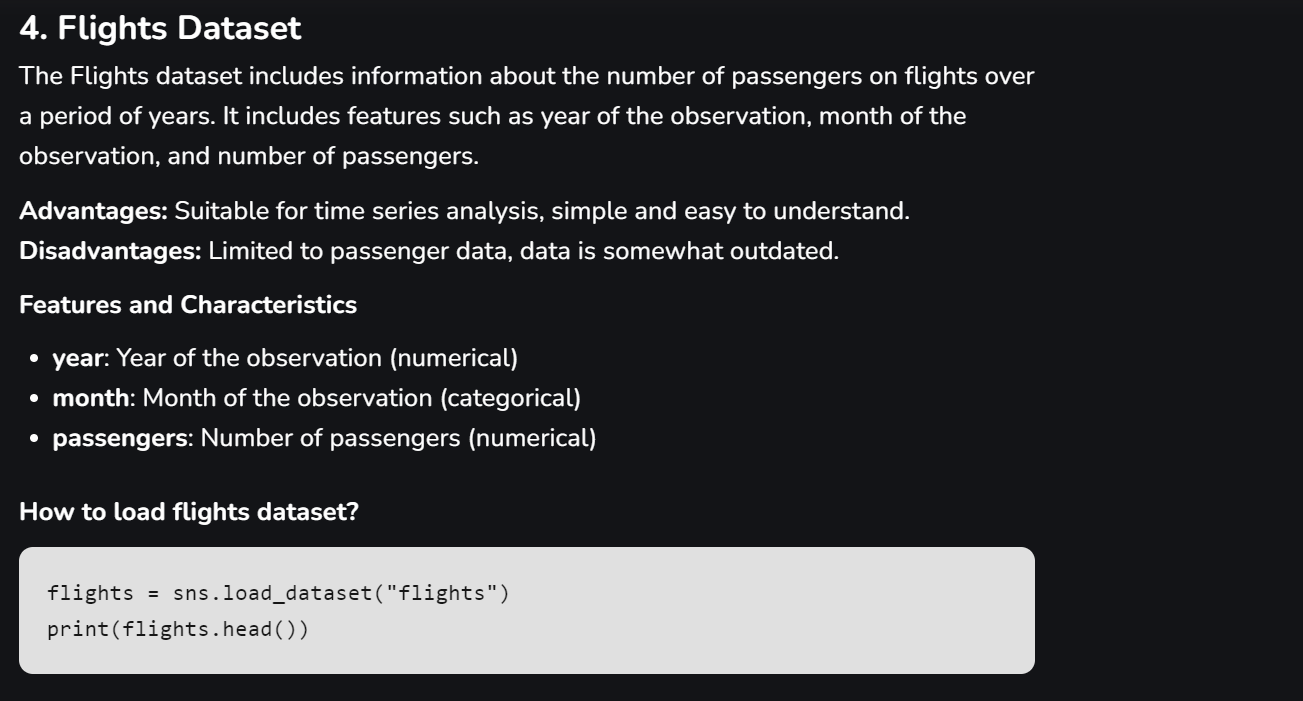 4. Flights Dataset
The Flights dataset includes information about the number of passengers on flights over
a period of years. It includes features such as year of the observation, month of the
observation, and number of passengers.
Advantages: Suitable for time series analysis, simple and easy to understand.
Disadvantages: Limited to passenger data, data is somewhat outdated.
Features and Characteristics
• year: Year of the observation (numerical)
• month: Month of the observation (categorical)
• passengers: Number of passengers (numerical)
How to load flights dataset?
flights = sns.load_dataset("flights")
print(flights.head())